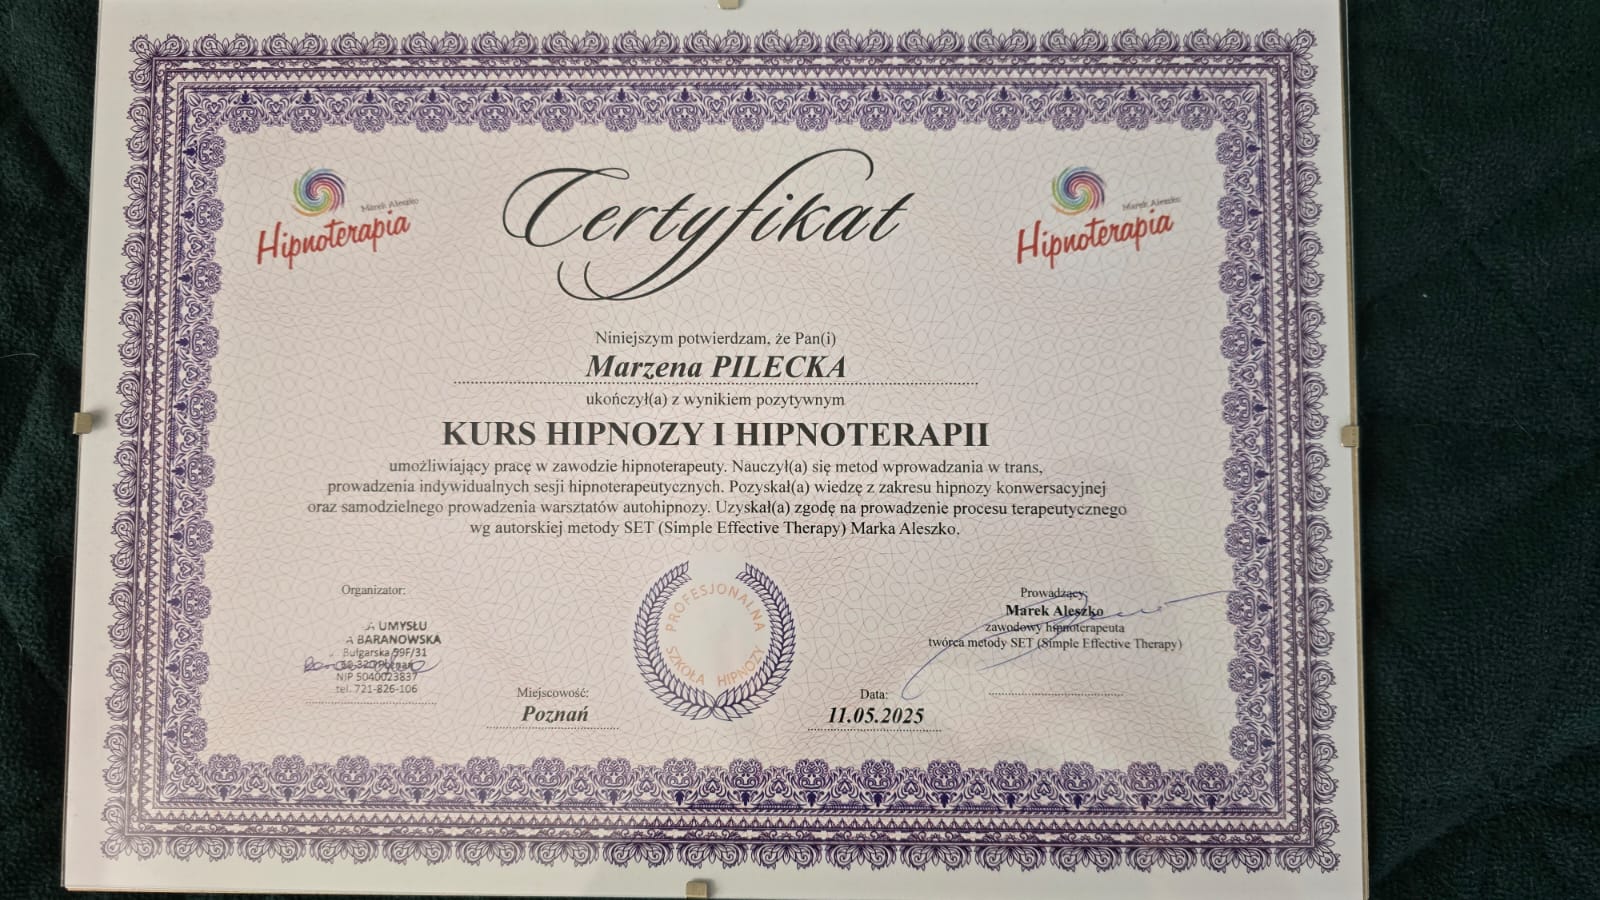 Marek Aleszko
Hipnoterapia
Certyfikat
Marek Aleszko
Hipnoterapia
Niniejszym potwierdzam, że Pan(i)
Marzena PILECKA
ukończył(a) z wynikiem pozytywnym
KURS HIPNOZY I HIPNOTERAPII
umożliwiający pracę w zawodzie hipnoterapeuty. Nauczył(a) się metod wprowadzania w trans,
prowadzenia indywidualnych sesji hipnoterapeutycznych. Pozyskał(a) wiedzę z zakresu hipnozy konwersacyjnej
oraz samodzielnego prowadzenia warsztatów autohipnozy. Uzyskał(a) zgodę na prowadzenie procesu terapeutycznego
wg autorskiej metody SET (Simple Effective Therapy) Marka Aleszko.
Organizator:
A UMYSŁU
A BARANOWSKA
Bułgarska 59F/31
Poznań
NIP 5040023837
tel. 721-826-106
Miejscowość:
Poznań
PROFESJONALNA
SZKOŁA HIPNOZY
Data:
11.05.2025
Prowadzący:
Marek Aleszko
zawodowy hipnoterapeuta
twórca metody SET (Simple Effective Therapy)